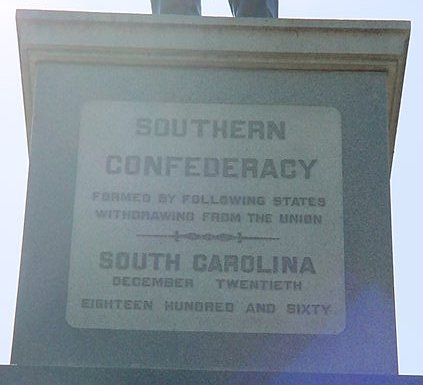 SOUTHERN
CONFEDERACY
FORMED BY FOLLOWING STATES
WITHDRAWING FROM THE UNION
SOUTH CAROLINA
DECEMBER TWENTIETH
EIGHTEEN HUNDRED AND SIXTY